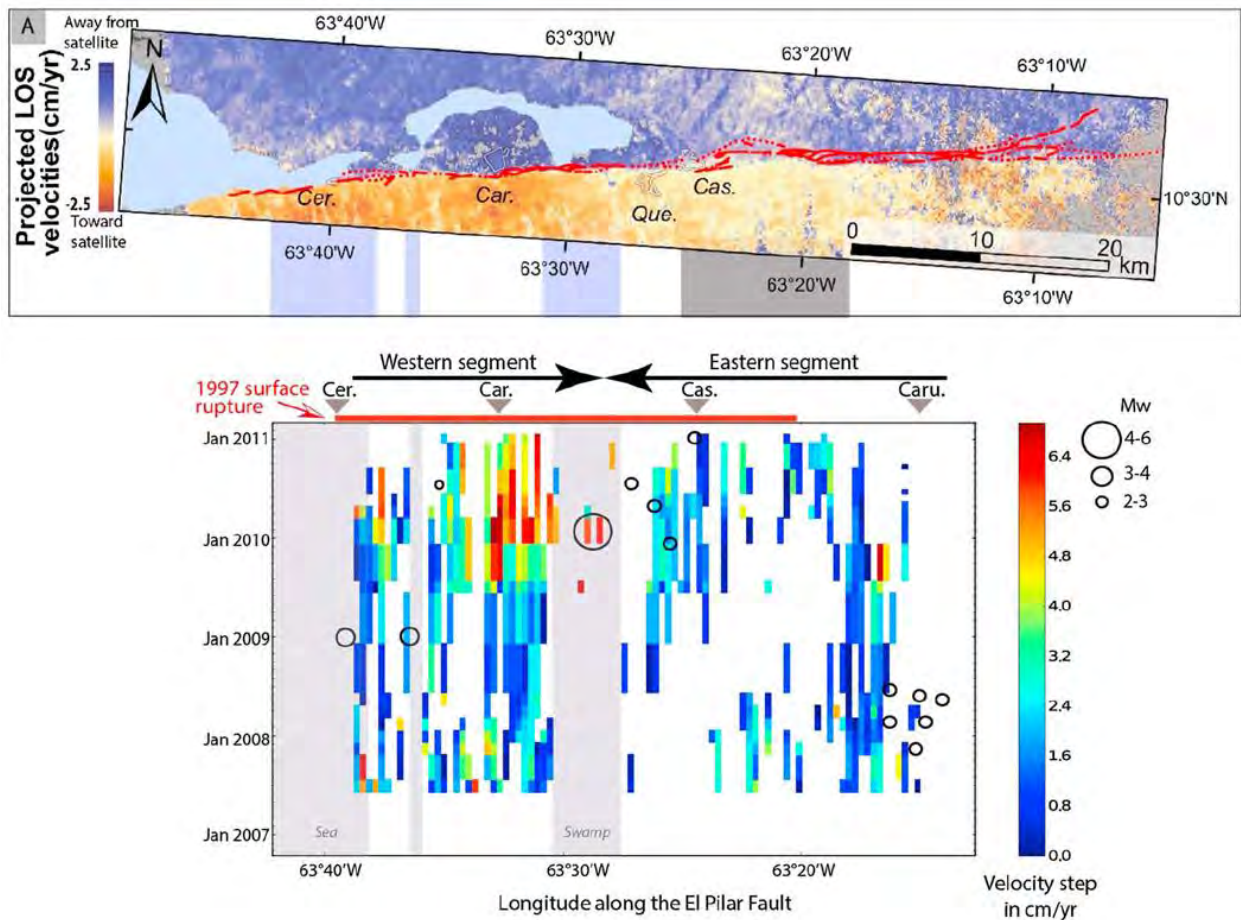 A
Away from
satellite
2.5
Projected LOS
velocities(cm/yr)
-2.5
Toward
satellite
N
63°40'W
63°30'W
63°20'W
63°10'W
Cer.
Car.
Que.
Cas.
10°30'N
0 10 20
km
63°40'W
63°30'W
63°20'W
63°10'W
Western segment
Eastern segment
1997 surface
rupture
Cer.
Car.
Cas.
Caru.
Mw
4-6
3-4
2-3
Jan 2011
Jan 2010
Jan 2009
Jan 2008
Jan 2007
Sea
Swamp
6.4
5.6
4.8
4.0
3.2
2.4
1.6
0.8
0.0
63°40'W
63°30'W
63°20'W
Longitude along the El Pilar Fault
Velocity step
in cm/yr